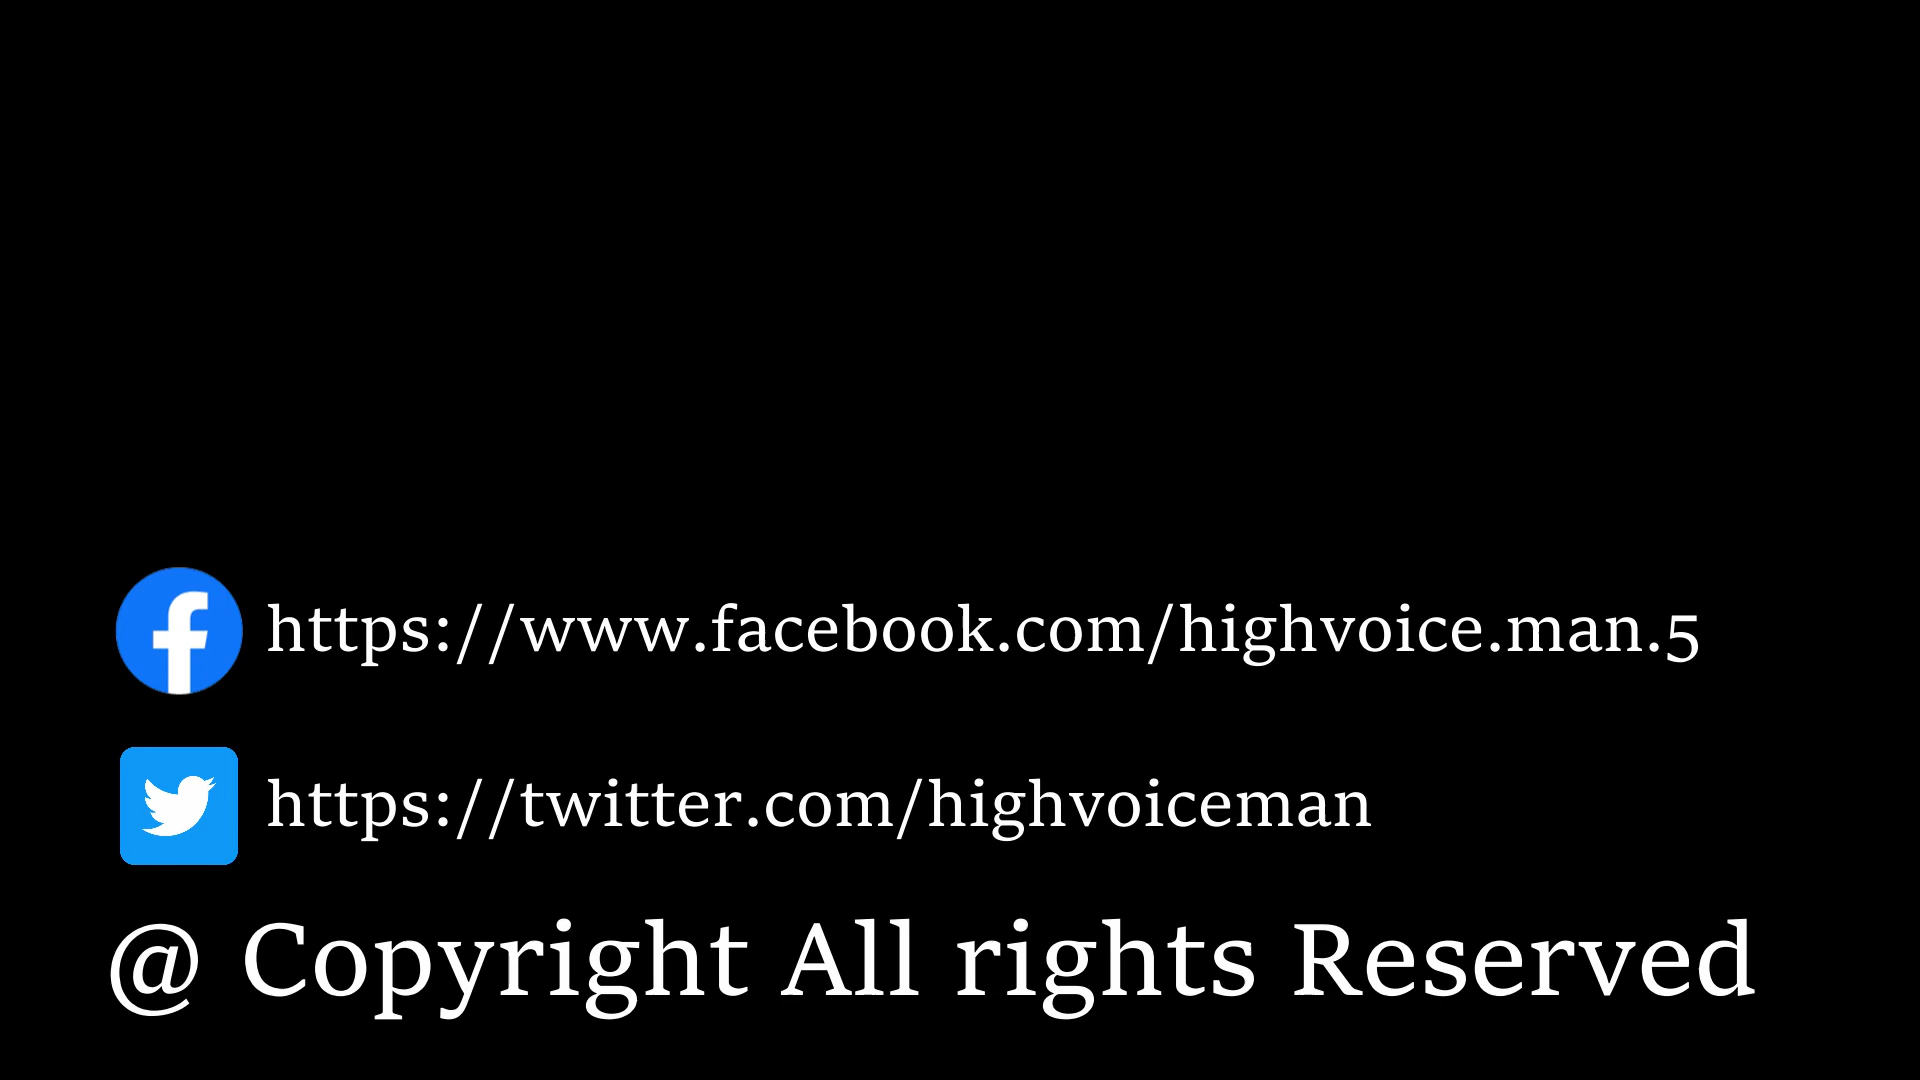 https://www.facebook.com/highvoice.man.5
https://twitter.com/highvoiceman
@ Copyright All rights Reserved